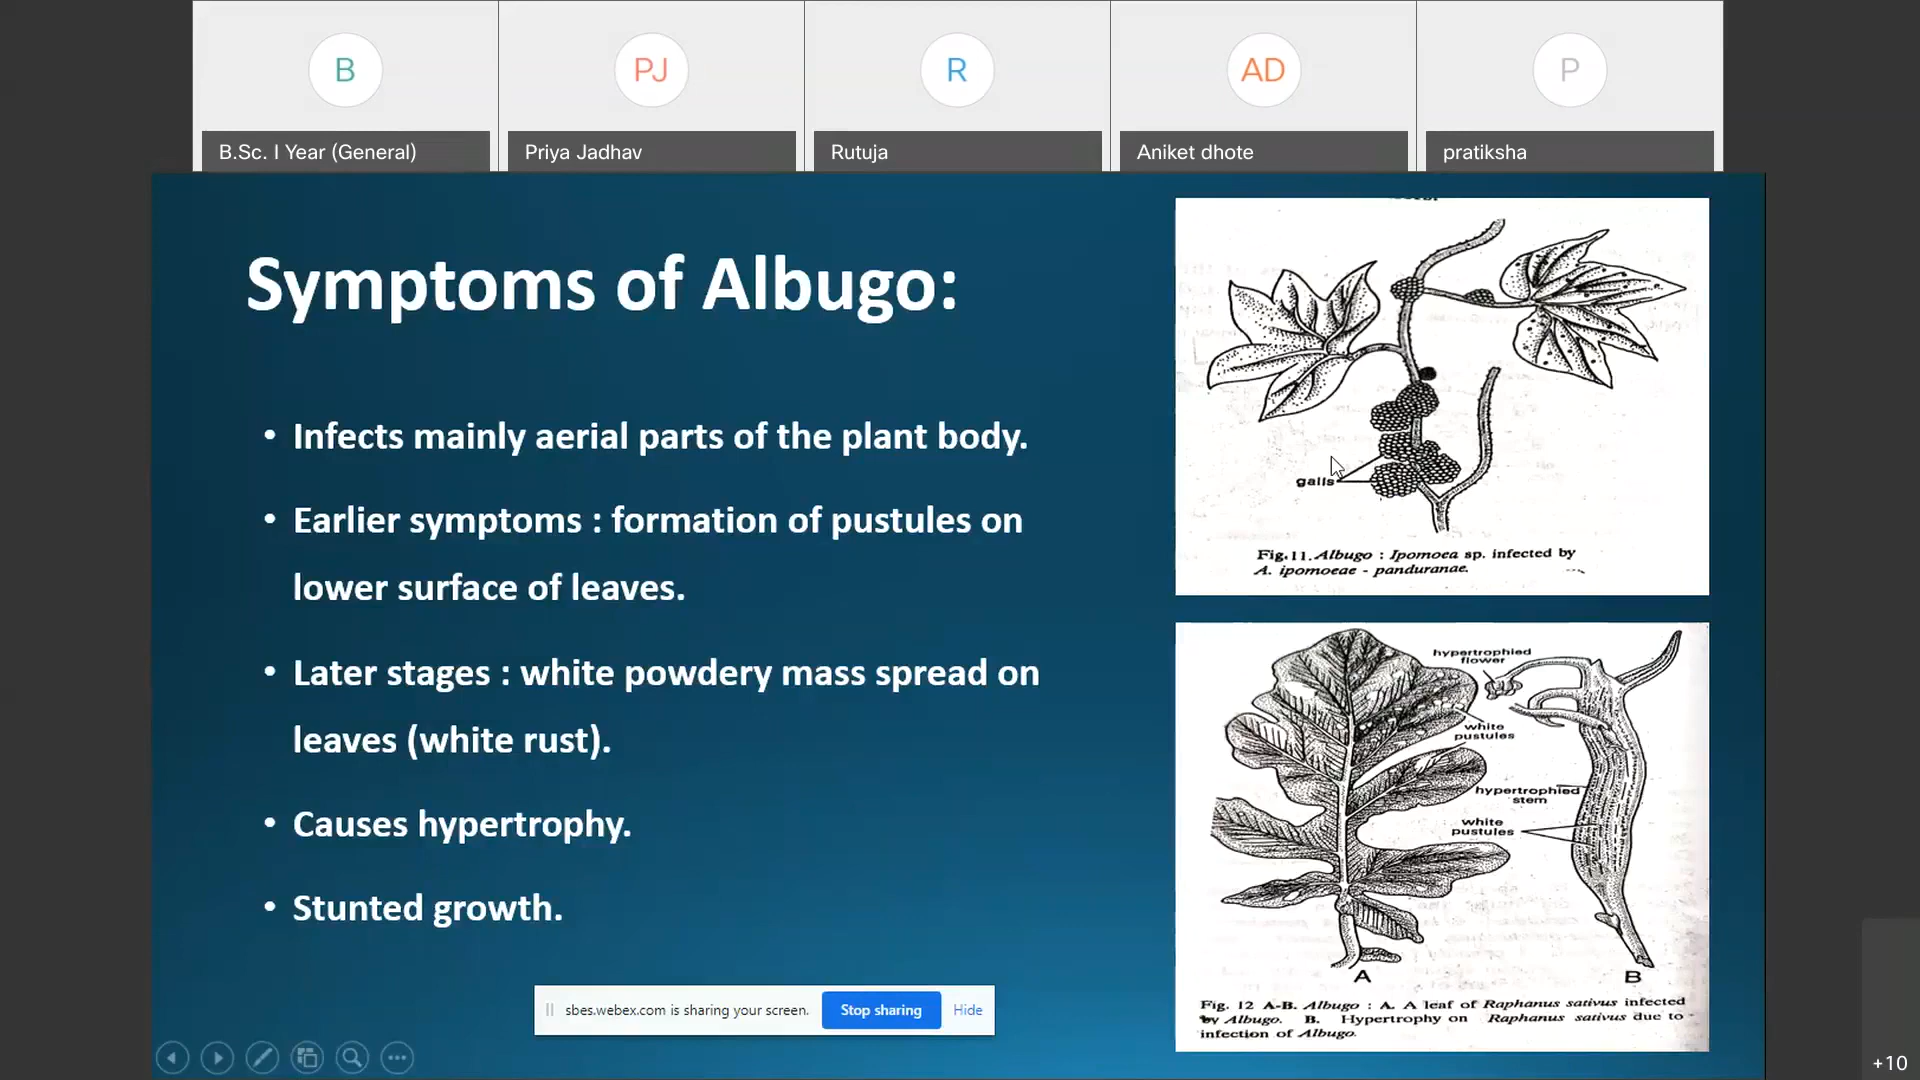 B
PJ
R
AD
P
B.Sc. I Year (General)
Priya Jadhav
Rutuja
Aniket dhote
pratiksha
Symptoms of Albugo:
• Infects mainly aerial parts of the plant body.
• Earlier symptoms : formation of pustules on
lower surface of leaves.
• Later stages : white powdery mass spread on
leaves (white rust).
• Causes hypertrophy.
• Stunted growth.
galls
Fig.11. Albugo : Ipomoea sp. infected by
A. ipomoeae - panduranae.
hypertrophied
flower
white
pustules
hypertrophied
stem
white
pustules
A
B
Fig. 12 A-B. Albugo : A. A leaf of Raphanus sativus infected
by Albugo. B. Hypertrophy on Raphanus sativus due to
infection of Albugo.
sbes.webex.com is sharing your screen.
Stop sharing
Hide
+10